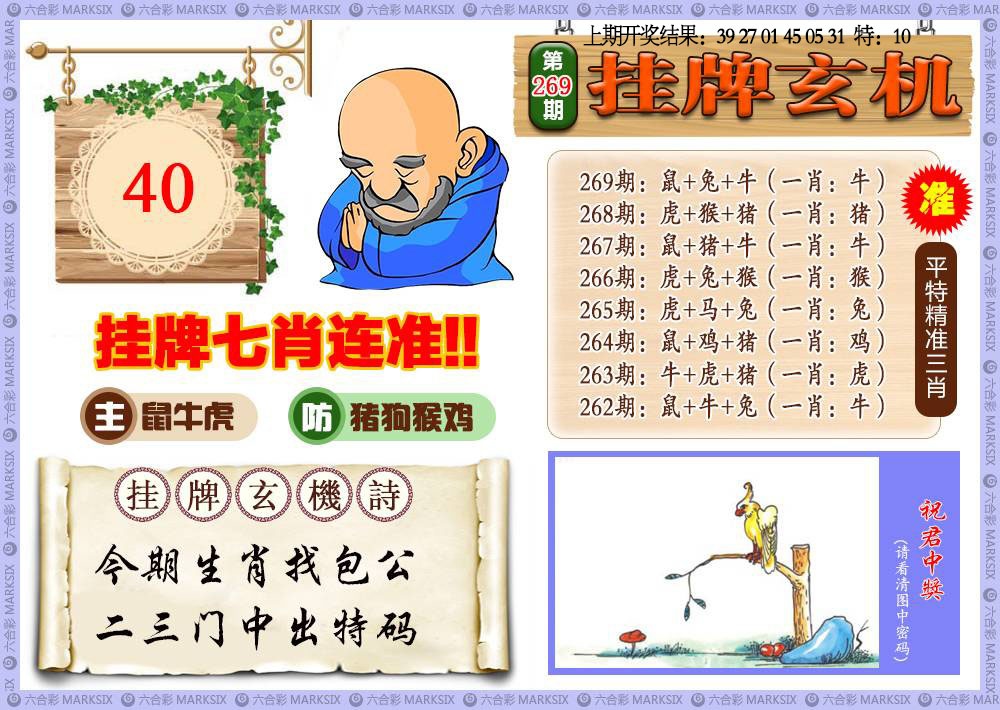 六合彩 MARKSIX
上期开奖结果：39 27 01 45 05 31 特：10
第
269
期
挂牌玄机
40
挂牌七肖连准!!
主 鼠牛虎
防 猪狗猴鸡
269期：鼠+兔+牛（一肖：牛）
268期：虎+猴+猪（一肖：猪）
267期：鼠+猪+牛（一肖：牛）
266期：虎+兔+猴（一肖：猴）
265期：虎+马+兔（一肖：兔）
264期：鼠+鸡+猪（一肖：鸡）
263期：牛+虎+猪（一肖：虎）
262期：鼠+牛+兔（一肖：牛）
准
平特精准三肖
挂牌玄機詩
今期生肖找包公
二三门中出特码
祝君中奖
（请看清图中密码）